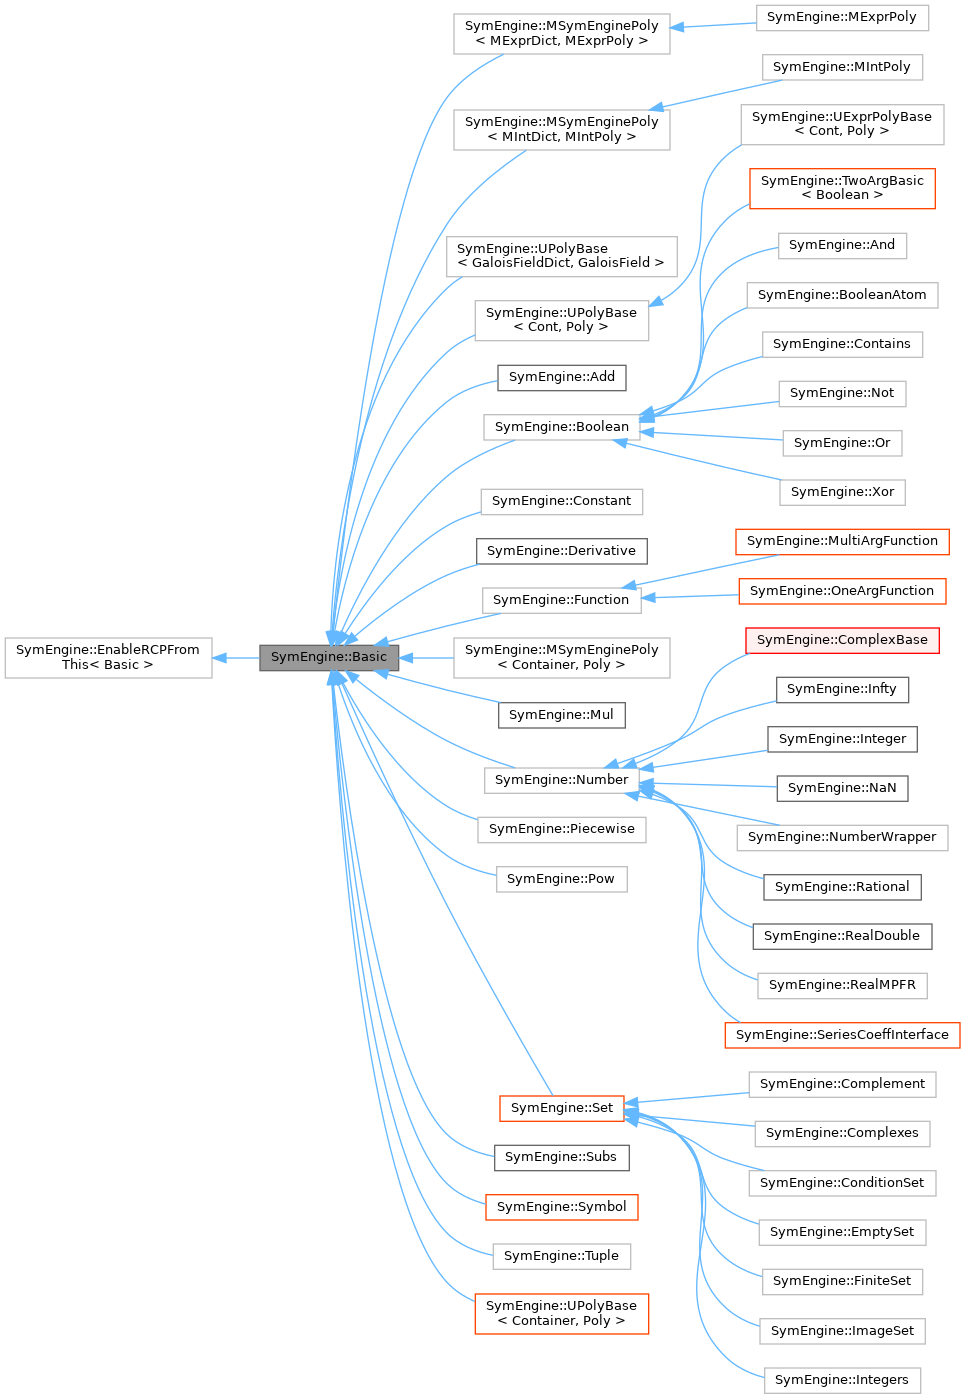 SymEngine::EnableRCPFrom
This< Basic >
SymEngine::Basic
SymEngine::MSymEnginePoly
< MExprDict, MExprPoly >
SymEngine::MSymEnginePoly
< MIntDict, MIntPoly >
SymEngine::UPolyBase
< GaloisFieldDict, GaloisField >
SymEngine::UPolyBase
< Cont, Poly >
SymEngine::Add
SymEngine::Boolean
SymEngine::Constant
SymEngine::Derivative
SymEngine::Function
SymEngine::MSymEnginePoly
< Container, Poly >
SymEngine::Mul
SymEngine::Number
SymEngine::Piecewise
SymEngine::Pow
SymEngine::Set
SymEngine::Subs
SymEngine::Symbol
SymEngine::Tuple
SymEngine::UPolyBase
< Container, Poly >
SymEngine::MExprPoly
SymEngine::MIntPoly
SymEngine::UExprPolyBase
< Cont, Poly >
SymEngine::TwoArgBasic
< Boolean >
SymEngine::And
SymEngine::BooleanAtom
SymEngine::Contains
SymEngine::Not
SymEngine::Or
SymEngine::Xor
SymEngine::MultiArgFunction
SymEngine::OneArgFunction
SymEngine::ComplexBase
SymEngine::Infty
SymEngine::Integer
SymEngine::NaN
SymEngine::NumberWrapper
SymEngine::Rational
SymEngine::RealDouble
SymEngine::RealMPFR
SymEngine::SeriesCoeffInterface
SymEngine::Complement
SymEngine::Complexes
SymEngine::ConditionSet
SymEngine::EmptySet
SymEngine::FiniteSet
SymEngine::ImageSet
SymEngine::Integers